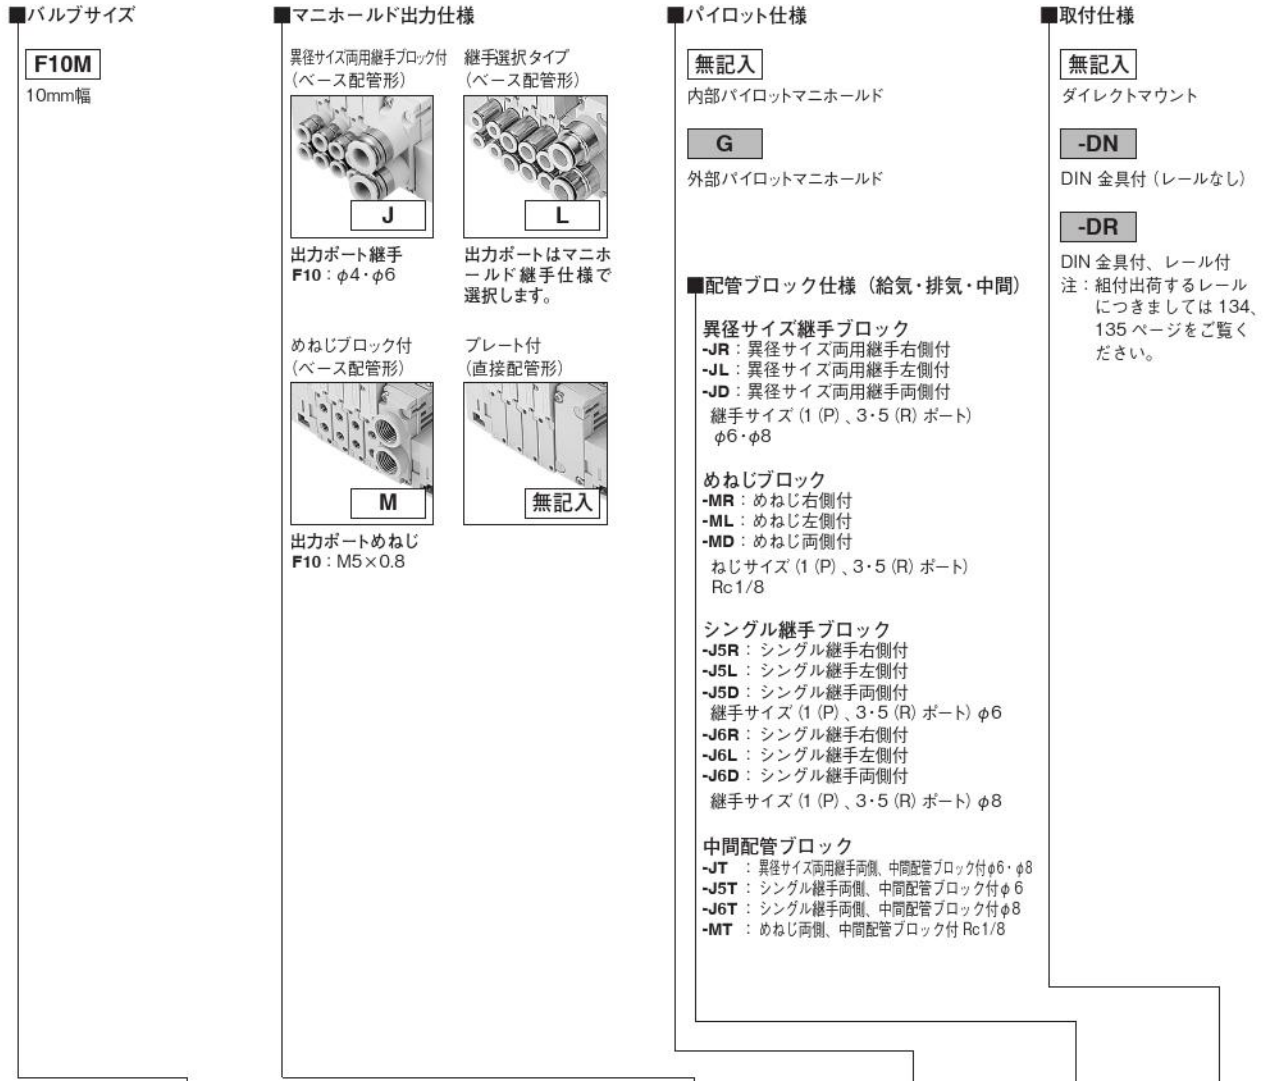 ■バルブサイズ
F10M
10mm幅
■マニホールド出力仕様
異径サイズ両用継手ブロック付
（ベース配管形）
J
出力ポート継手
F10：φ4・φ6
継手選択タイプ
（ベース配管形）
L
出力ポートはマニホ
ールド継手仕様で
選択します。
めねじブロック付
（ベース配管形）
M
出力ポートめねじ
F10：M5×0.8
プレート付
（直接配管形）
無記入
■パイロット仕様
無記入
内部パイロットマニホールド
G
外部パイロットマニホールド
■配管ブロック仕様（給気・排気・中間）
異径サイズ継手ブロック
-JR：異径サイズ両用継手右側付
-JL：異径サイズ両用継手左側付
-JD：異径サイズ両用継手両側付
継手サイズ（1（P）、3・5（R）ポート）
φ6・φ8
めねじブロック
-MR：めねじ右側付
-ML：めねじ左側付
-MD：めねじ両側付
ねじサイズ（1（P）、3・5（R）ポート）
Rc1/8
シングル継手ブロック
-J5R：シングル継手右側付
-J5L：シングル継手左側付
-J5D：シングル継手両側付
継手サイズ（1（P）、3・5（R）ポート）φ6
-J6R：シングル継手右側付
-J6L：シングル継手左側付
-J6D：シングル継手両側付
継手サイズ（1（P）、3・5（R）ポート）φ8
中間配管ブロック
-JT：異径サイズ両用継手両側、中間配管ブロック付φ6・φ8
-J5T：シングル継手両側、中間配管ブロック付φ6
-J6T：シングル継手両側、中間配管ブロック付φ8
-MT：めねじ両側、中間配管ブロック付 Rc1/8
■取付仕様
無記入
ダイレクトマウント
-DN
DIN 金具付（レールなし）
-DR
DIN 金具付、レール付
注：組付出荷するレール
につきましては 134、
135 ページをご覧く
ださい。